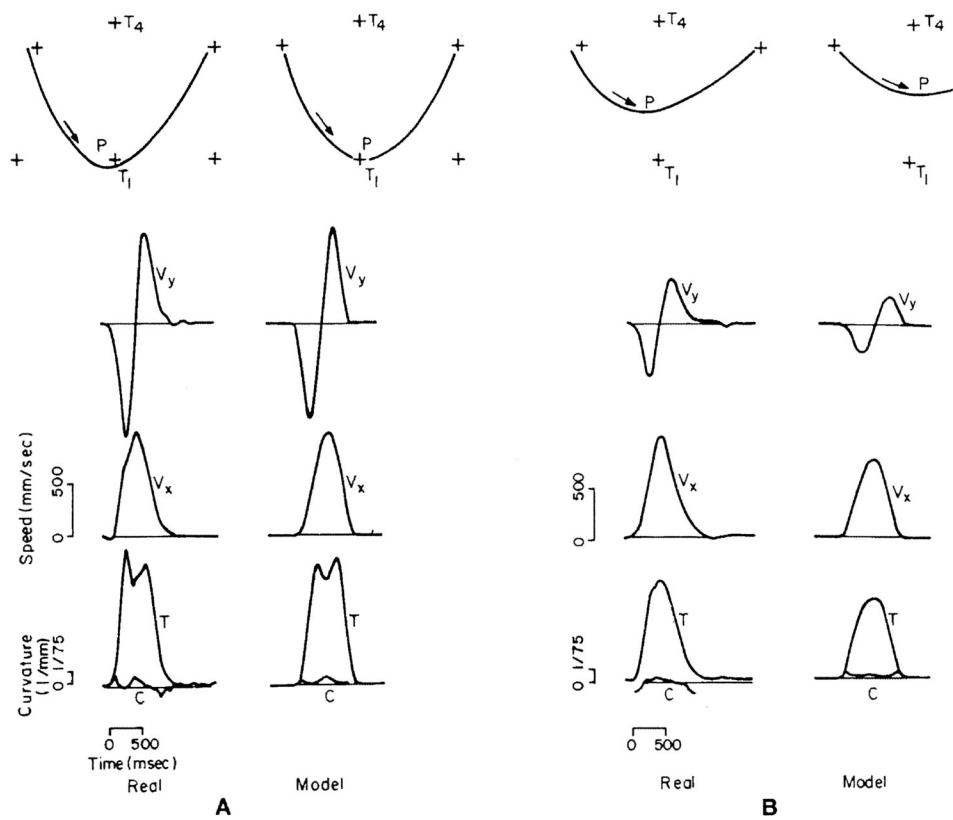 +T4
+T4
P
T1
P
T1
Vy
Vy
Speed (mm/sec)
500
0
Vx
Vx
Curvature
(1/mm)
0 1/75
T
C
T
0 500
Time (msec)
Real
Model
A
+T4
+T4
P
+T1
P
+T1
Vy
Vy
500
0
Vx
Vx
0 1/75
T
C
T
C
0 500
Real
Model
B